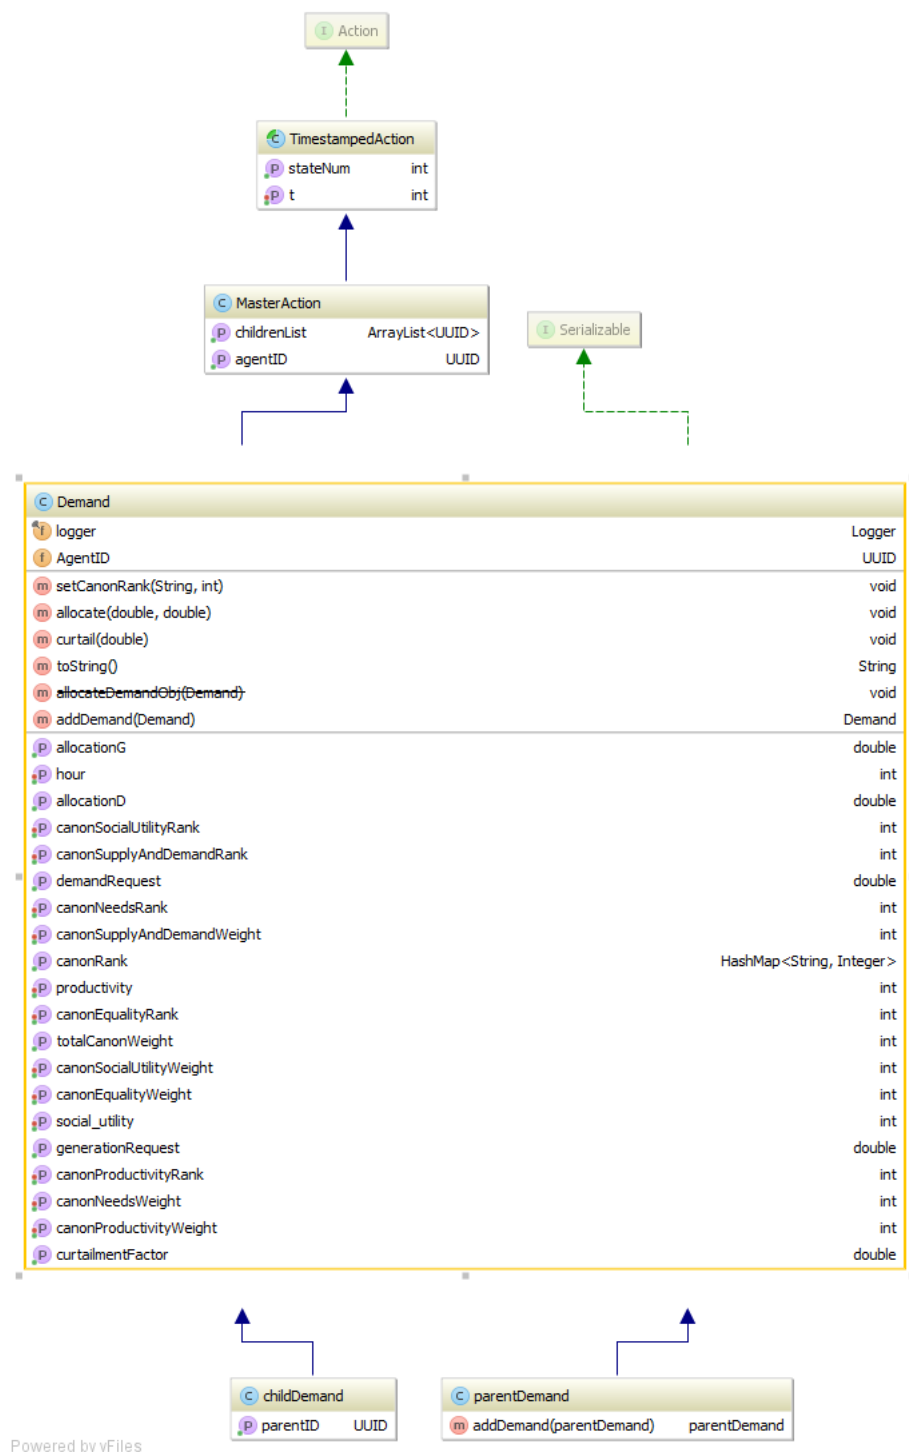 I Action
C TimestampedAction
P stateNum int
P t int
C MasterAction
P childrenList ArrayList<UUID>
P agentID UUID
I Serializable
C Demand
f logger Logger
f AgentID UUID
m setCanonRank(String, int) void
m allocate(double, double) void
m curtail(double) void
m toString() String
m allocateDemandObj(Demand) void
m addDemand(Demand) Demand
P allocationG double
P hour int
P allocationD double
P canonSocialUtilityRank int
P canonSupplyAndDemandRank int
P demandRequest double
P canonNeedsRank int
P canonSupplyAndDemandWeight int
P canonRank HashMap<String, Integer>
P productivity int
P canonEqualityRank int
P totalCanonWeight int
P canonSocialUtilityWeight int
P canonEqualityWeight int
P social_utility int
P generationRequest double
P canonProductivityRank int
P canonNeedsWeight int
P canonProductivityWeight int
P curtailmentFactor double
C childDemand
P parentID UUID
C parentDemand
m addDemand(parentDemand) parentDemand
Powered by yFiles